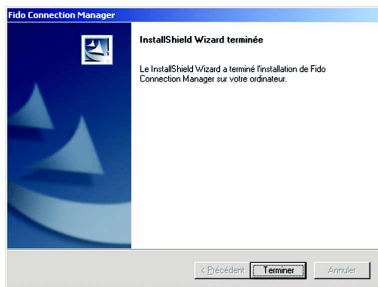 Fido Connection Manager
InstallShield Wizard terminée
Le InstallShield Wizard a terminé l'installation de Fido
Connection Manager sur votre ordinateur.
< Précédent
Terminer
Annuler